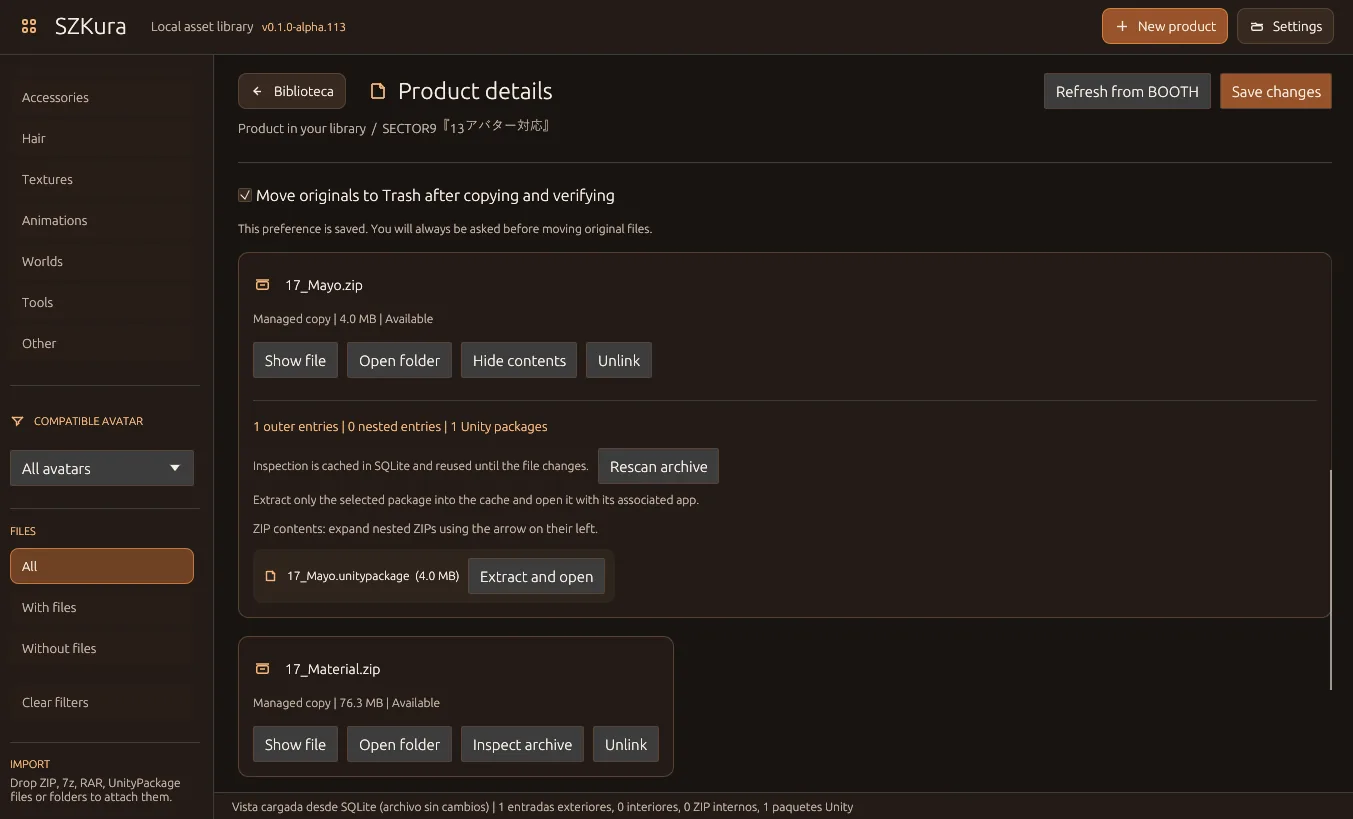 SZKura Local asset library v0.1.0-alpha.113 + New product Settings
Accessories
Hair
Textures
Animations
Worlds
Tools
Other
COMPATIBLE AVATAR
All avatars
FILES
All
With files
Without files
Clear filters
IMPORT
Drop ZIP, 7z, RAR, UnityPackage
files or folders to attach them.
Biblioteca Product details Refresh from BOOTH Save changes
Product in your library / SECTOR9『13アバター対応』
Move originals to Trash after copying and verifying
This preference is saved. You will always be asked before moving original files.
17_Mayo.zip
Managed copy | 4.0 MB | Available
Show file Open folder Hide contents Unlink
1 outer entries | 0 nested entries | 1 Unity packages
Inspection is cached in SQLite and reused until the file changes. Rescan archive
Extract only the selected package into the cache and open it with its associated app.
ZIP contents: expand nested ZIPs using the arrow on their left.
17_Mayo.unitypackage (4.0 MB) Extract and open
17_Material.zip
Managed copy | 76.3 MB | Available
Show file Open folder Inspect archive Unlink
Vista cargada desde SQLite (archivo sin cambios) | 1 entradas exteriores, 0 interiores, 0 ZIP internos, 1 paquetes Unity